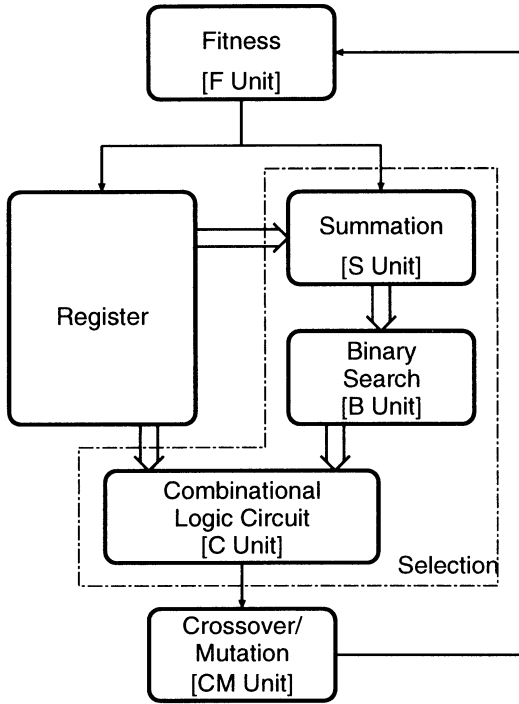 Fitness
[F Unit]
Summation
[S Unit]
Register
Binary
Search
[B Unit]
Combinational
Logic Circuit
[C Unit]
Selection
Crossover/
Mutation
[CM Unit]